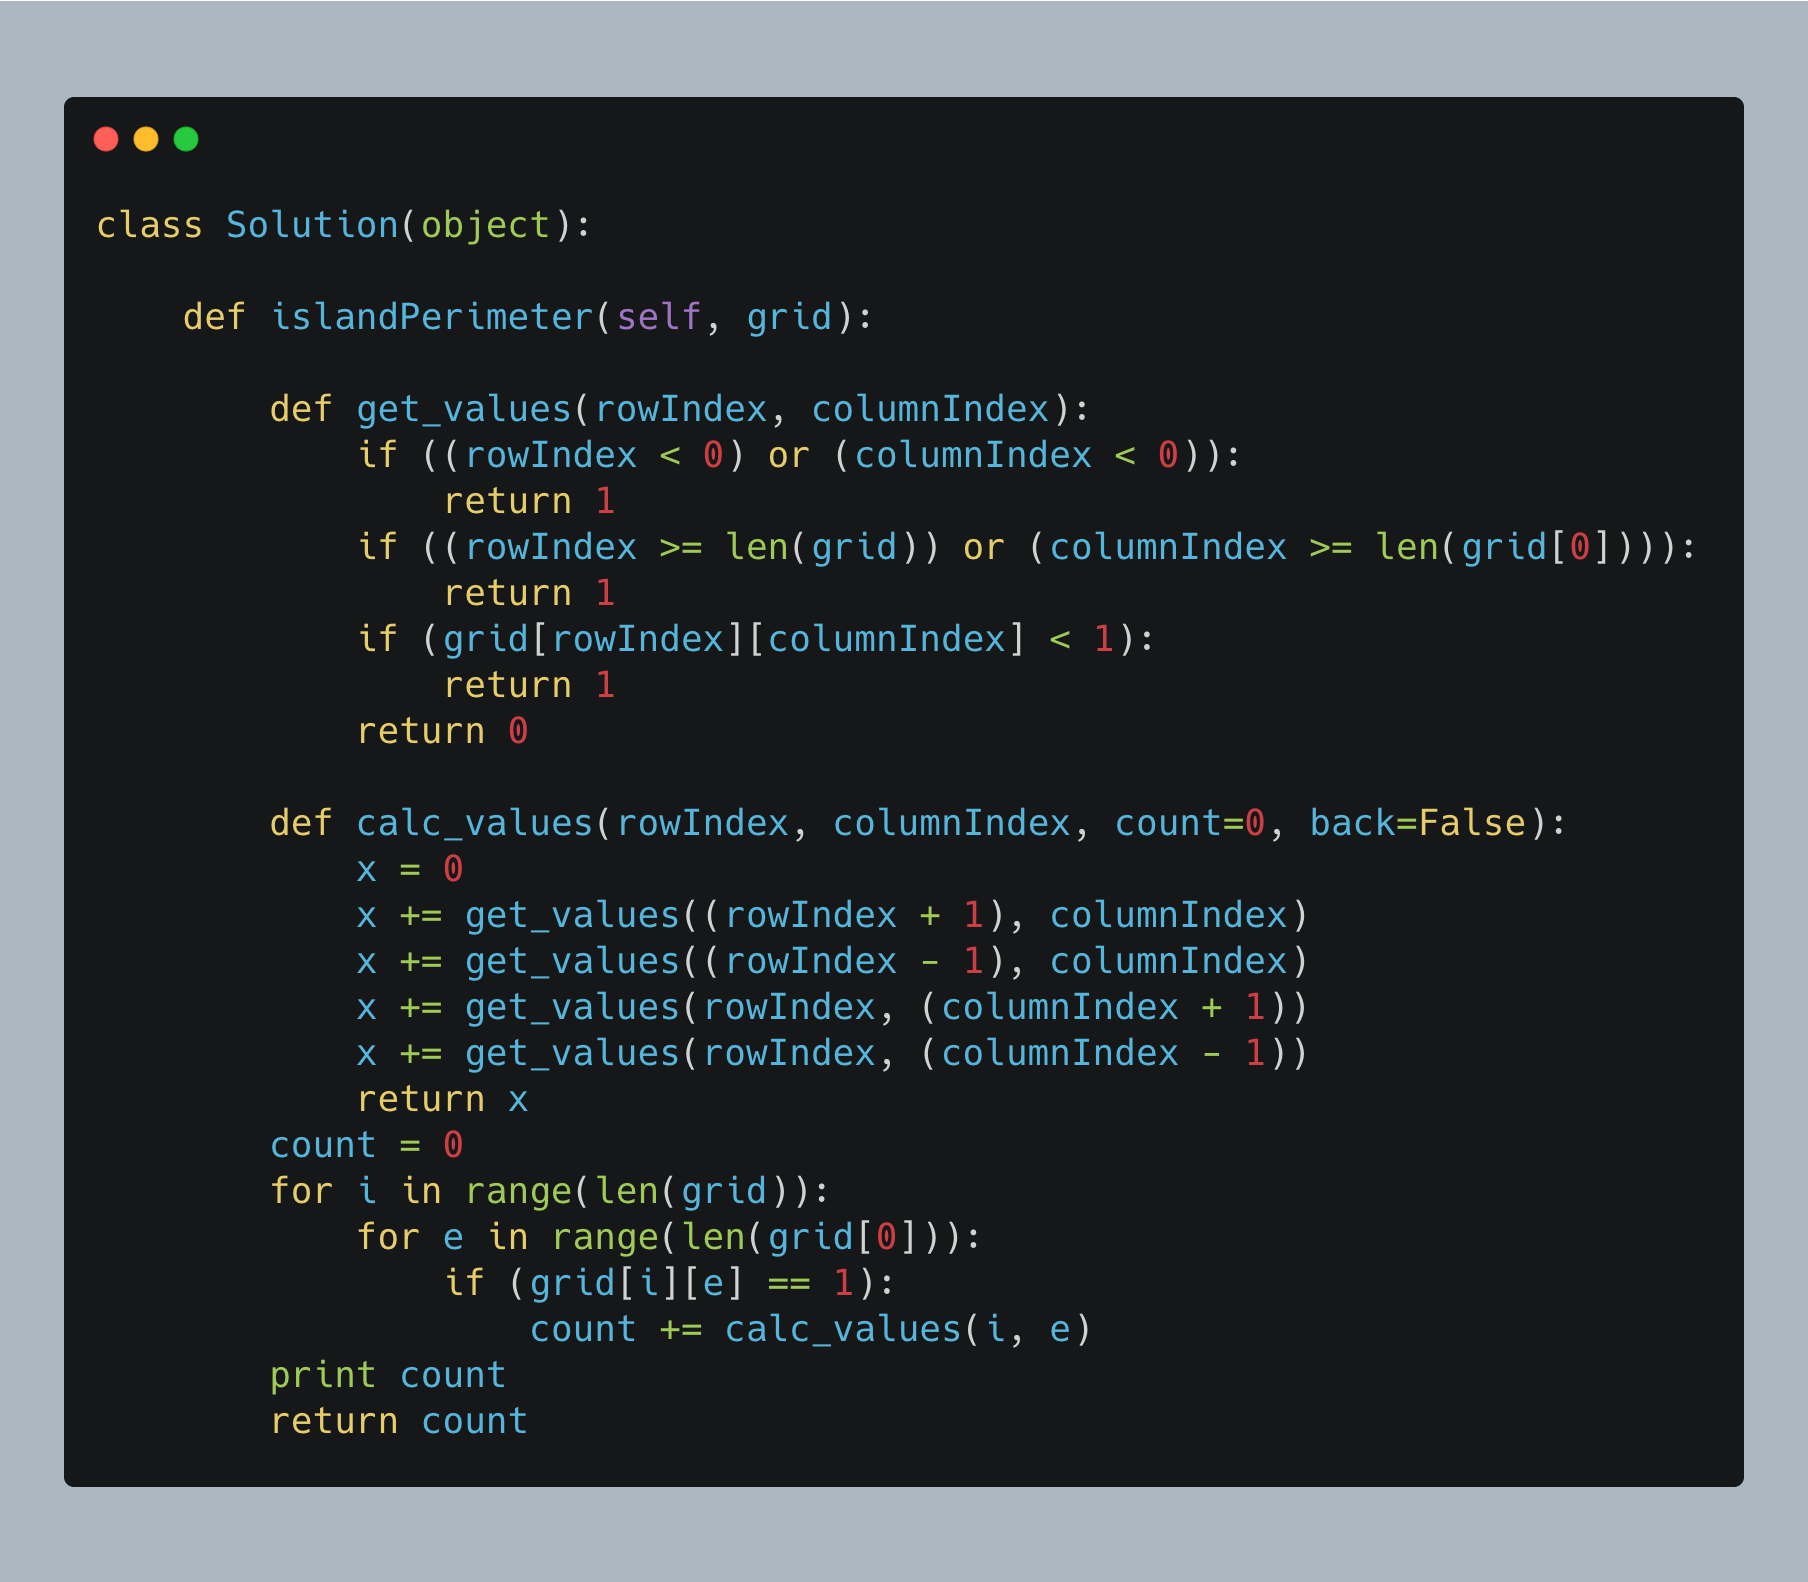 class Solution(object):

    def islandPerimeter(self, grid):

        def get_values(rowIndex, columnIndex):
            if ((rowIndex < 0) or (columnIndex < 0)):
                return 1
            if ((rowIndex >= len(grid)) or (columnIndex >= len(grid[0]))):
                return 1
            if (grid[rowIndex][columnIndex] < 1):
                return 1
            return 0

        def calc_values(rowIndex, columnIndex, count=0, back=False):
            x = 0
            x += get_values((rowIndex + 1), columnIndex)
            x += get_values((rowIndex - 1), columnIndex)
            x += get_values(rowIndex, (columnIndex + 1))
            x += get_values(rowIndex, (columnIndex - 1))
            return x
        count = 0
        for i in range(len(grid)):
            for e in range(len(grid[0])):
                if (grid[i][e] == 1):
                    count += calc_values(i, e)
        print count
        return count